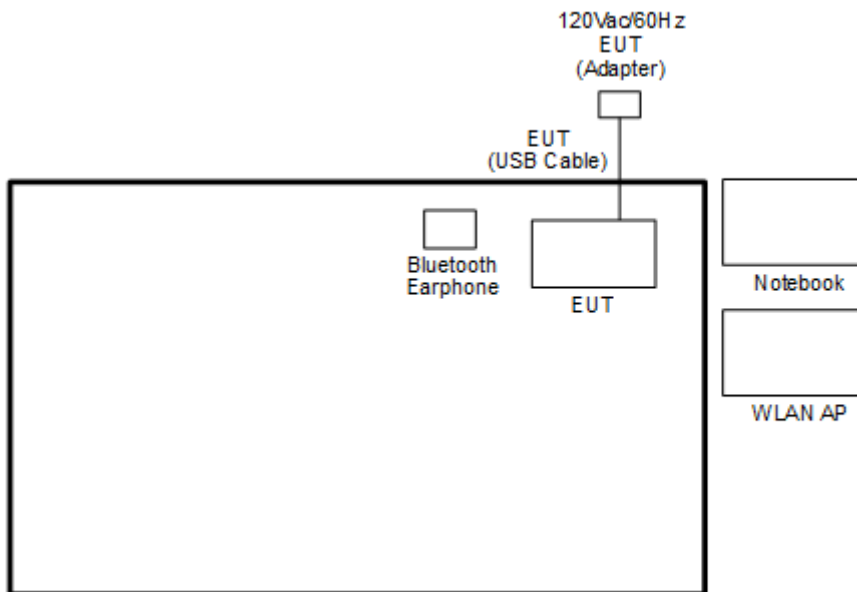 120Vac/60Hz
EUT
(Adapter)
EUT
(USB Cable)
Bluetooth
Earphone
EUT
Notebook
WLAN AP